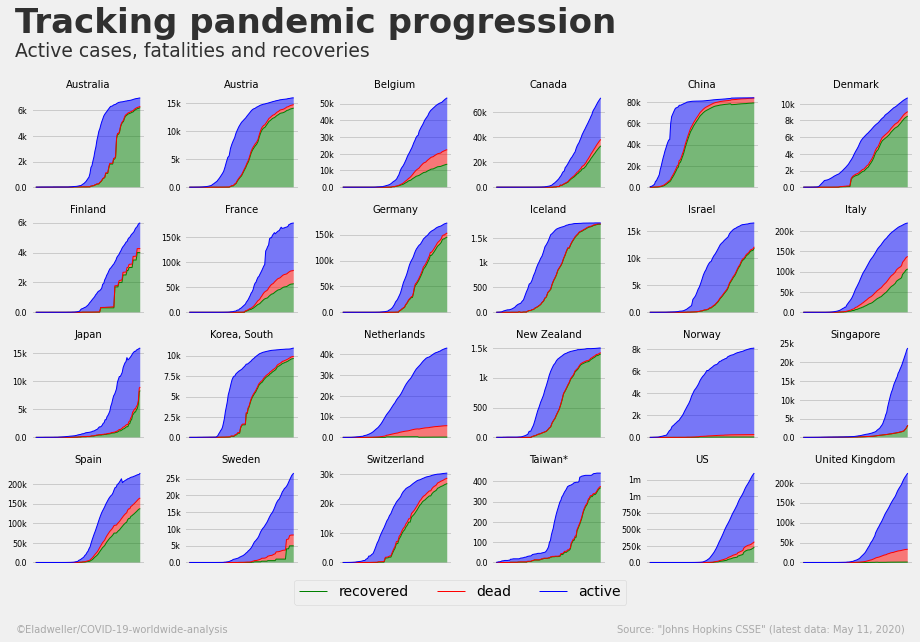 Tracking pandemic progression
Active cases, fatalities and recoveries
Australia
6k
4k
2k
0.0
Austria
15k
10k
5k
0.0
Belgium
50k
40k
30k
20k
10k
0.0
Canada
60k
40k
20k
0.0
China
80k
60k
40k
20k
0.0
Denmark
10k
8k
6k
4k
2k
0.0
Finland
6k
4k
2k
0.0
France
150k
100k
50k
0.0
Germany
150k
100k
50k
0.0
Iceland
1.5k
1k
500
0.0
Israel
15k
10k
5k
0.0
Italy
200k
150k
100k
50k
0.0
Japan
15k
10k
5k
0.0
Korea, South
10k
7.5k
5k
2.5k
0.0
Netherlands
40k
30k
20k
10k
0.0
New Zealand
1.5k
1k
500
0.0
Norway
8k
6k
4k
2k
0.0
Singapore
25k
20k
15k
10k
5k
0.0
Spain
200k
150k
100k
50k
0.0
Sweden
25k
20k
15k
10k
5k
0.0
Switzerland
30k
20k
10k
0.0
Taiwan*
400
300
200
100
0.0
US
1m
1m
750k
500k
250k
0.0
United Kingdom
200k
150k
100k
50k
0.0
recovered dead active
©Eladweller/COVID-19-worldwide-analysis
Source: "Johns Hopkins CSSE" (latest data: May 11, 2020)